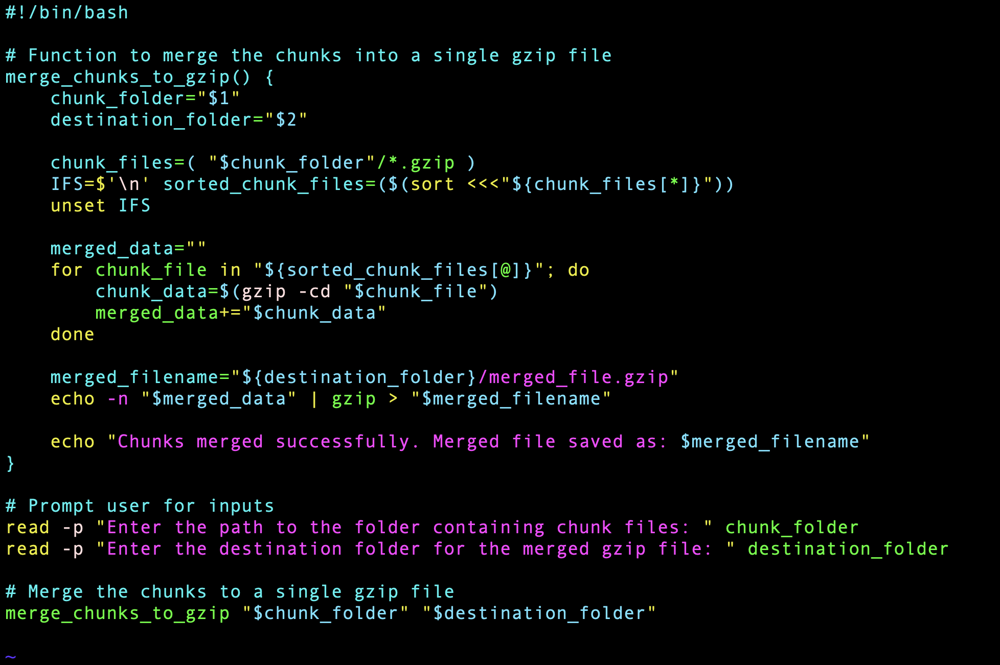 #!/bin/bash
# Function to merge the chunks into a single gzip file
merge_chunks_to_gzip() {
    chunk_folder="$1"
    destination_folder="$2"
    chunk_files=( "$chunk_folder"/*.gzip )
    IFS=$'\n' sorted_chunk_files=($(sort <<<"${chunk_files[*]}"))
    unset IFS
    merged_data=""
    for chunk_file in "${sorted_chunk_files[@]}"; do
        chunk_data=$(gzip -cd "$chunk_file")
        merged_data+="$chunk_data"
    done
    merged_filename="${destination_folder}/merged_file.gzip"
    echo -n "$merged_data" | gzip > "$merged_filename"
    echo "Chunks merged successfully. Merged file saved as: $merged_filename"
}
# Prompt user for inputs
read -p "Enter the path to the folder containing chunk files: " chunk_folder
read -p "Enter the destination folder for the merged gzip file: " destination_folder
# Merge the chunks to a single gzip file
merge_chunks_to_gzip "$chunk_folder" "$destination_folder"
~